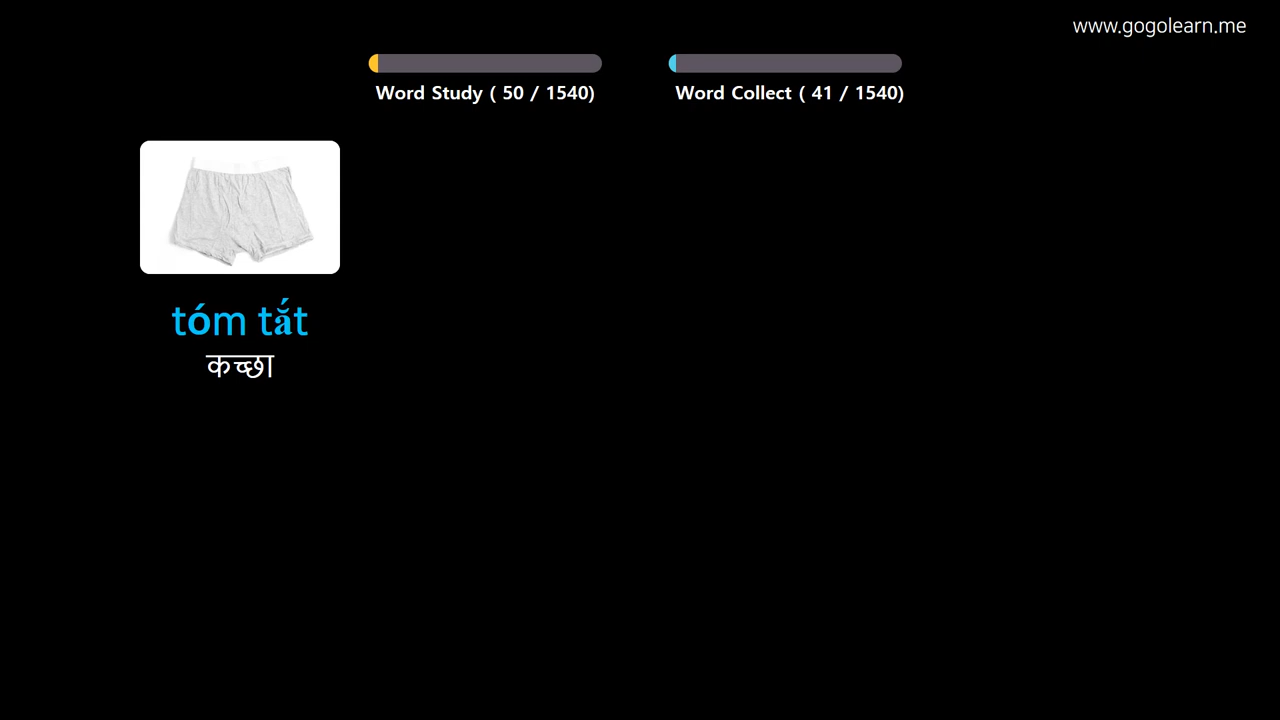 www.gogolearn.me
Word Study ( 50 / 1540)
Word Collect ( 41 / 1540)
tóm tắt
कच्छा